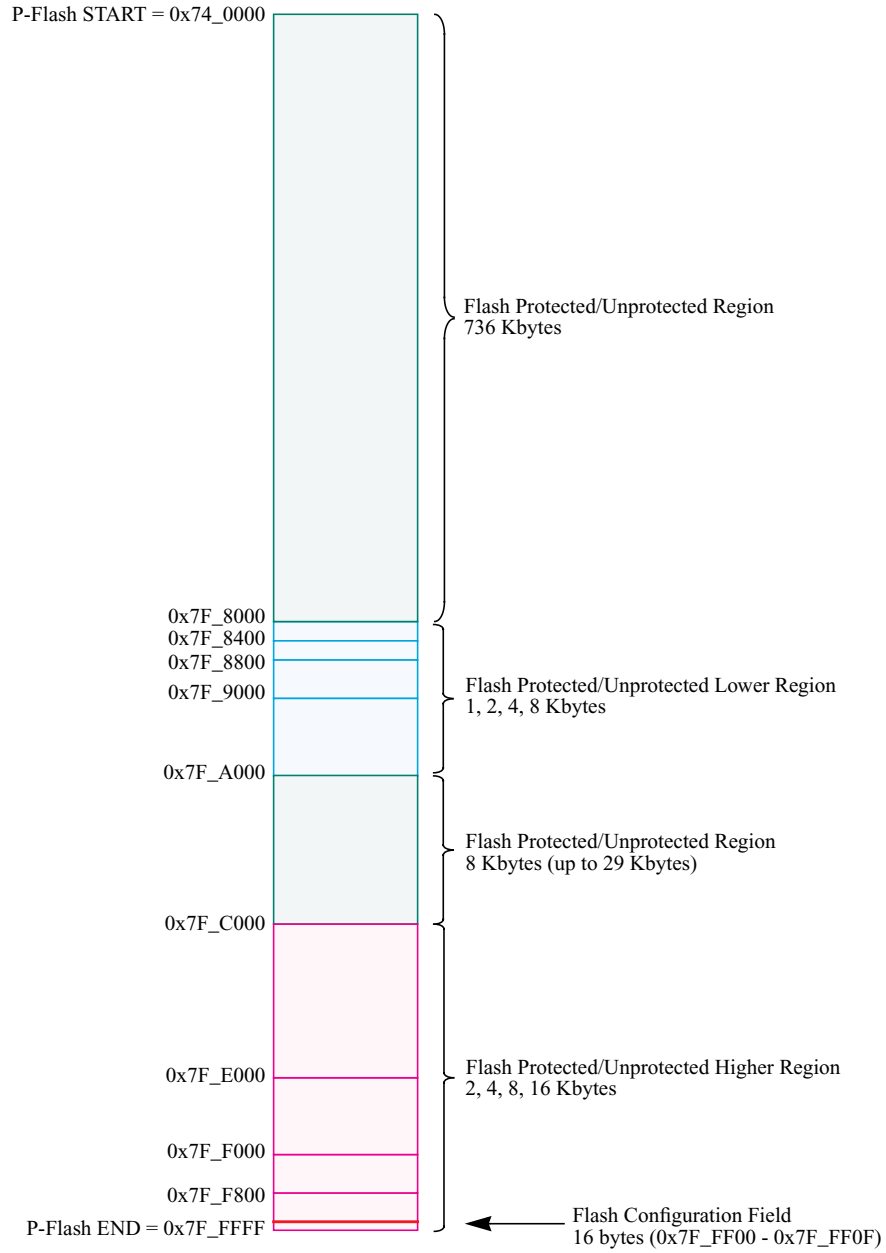 P-Flash START = 0x74_0000
Flash Protected/Unprotected Region
736 Kbytes
0x7F_8000
0x7F_8400
0x7F_8800
0x7F_9000
Flash Protected/Unprotected Lower Region
1, 2, 4, 8 Kbytes
0x7F_A000
Flash Protected/Unprotected Region
8 Kbytes (up to 29 Kbytes)
0x7F_C000
Flash Protected/Unprotected Higher Region
2, 4, 8, 16 Kbytes
0x7F_E000
0x7F_F000
0x7F_F800
P-Flash END = 0x7F_FFFF
Flash Configuration Field
16 bytes (0x7F_FF00 - 0x7F_FF0F)